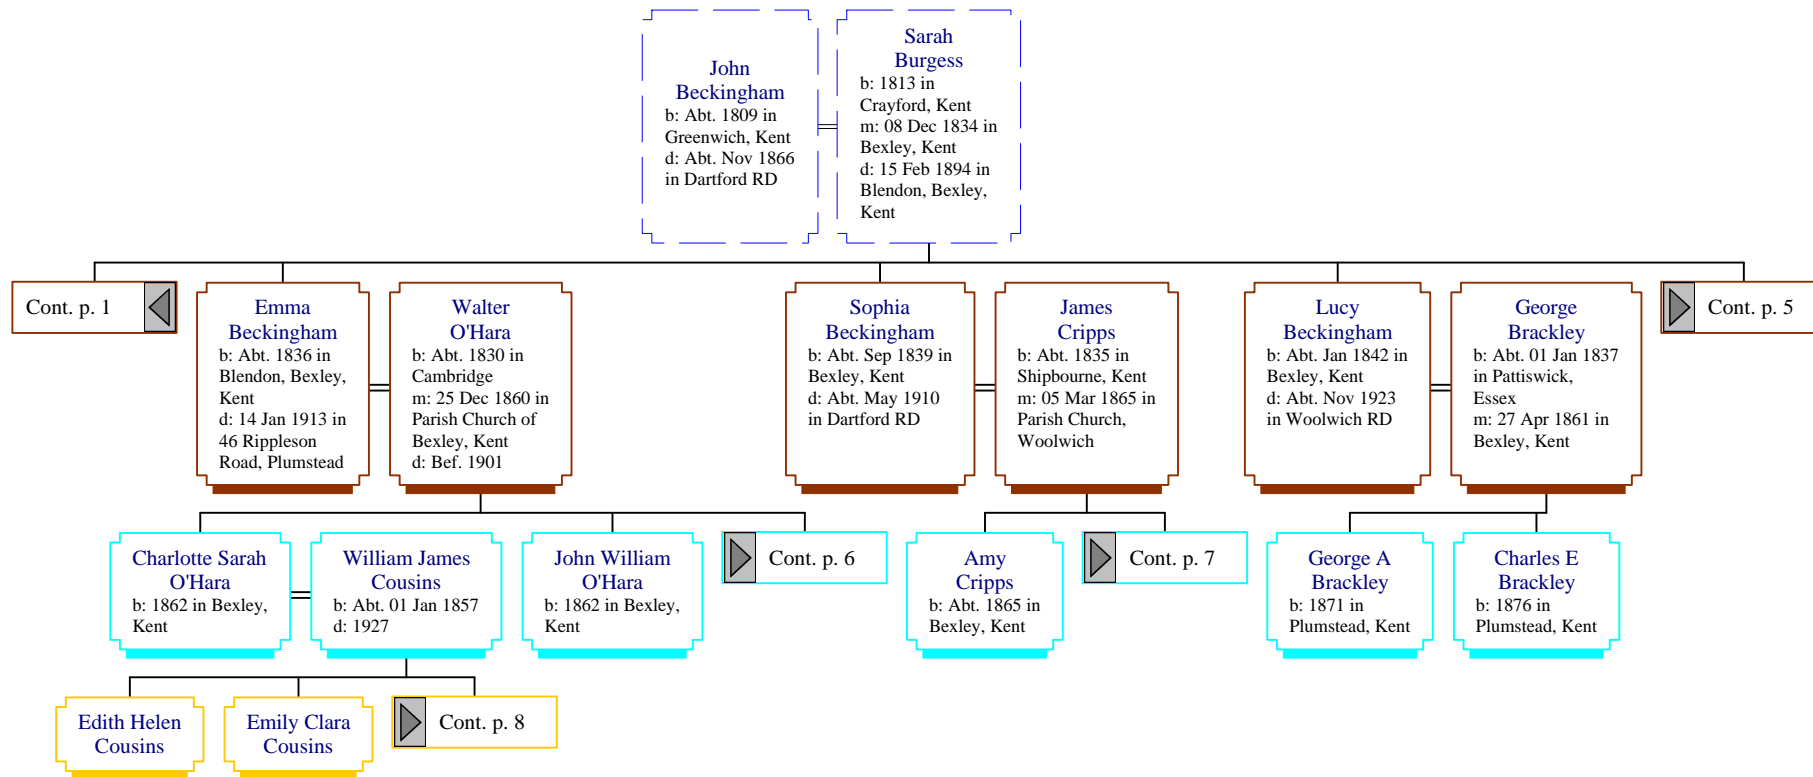 John
Beckingham
b: Abt. 1809 in
Greenwich, Kent
d: Abt. Nov 1866
in Dartford RD
Sarah
Burgess
b: 1813 in
Crayford, Kent
m: 08 Dec 1834 in
Bexley, Kent
d: 15 Feb 1894 in
Blendon, Bexley,
Kent
Cont. p. 1
Emma
Beckingham
b: Abt. 1836 in
Blendon, Bexley,
Kent
d: 14 Jan 1913 in
46 Rippleson
Road, Plumstead
Walter
O'Hara
b: Abt. 1830 in
Cambridge
m: 25 Dec 1860 in
Parish Church of
Bexley, Kent
d: Bef. 1901
Sophia
Beckingham
b: Abt. Sep 1839 in
Bexley, Kent
d: Abt. May 1910
in Dartford RD
James
Cripps
b: Abt. 1835 in
Shipbourne, Kent
m: 05 Mar 1865 in
Parish Church,
Woolwich
Lucy
Beckingham
b: Abt. Jan 1842 in
Bexley, Kent
d: Abt. Nov 1923
in Woolwich RD
George
Brackley
b: Abt. 01 Jan 1837
in Pattiswick,
Essex
m: 27 Apr 1861 in
Bexley, Kent
Cont. p. 5
Charlotte Sarah
O'Hara
b: 1862 in Bexley,
Kent
William James
Cousins
b: Abt. 01 Jan 1857
d: 1927
John William
O'Hara
b: 1862 in Bexley,
Kent
Cont. p. 6
Amy
Cripps
b: Abt. 1865 in
Bexley, Kent
Cont. p. 7
George A
Brackley
b: 1871 in
Plumstead, Kent
Charles E
Brackley
b: 1876 in
Plumstead, Kent
Edith Helen
Cousins
Emily Clara
Cousins
Cont. p. 8